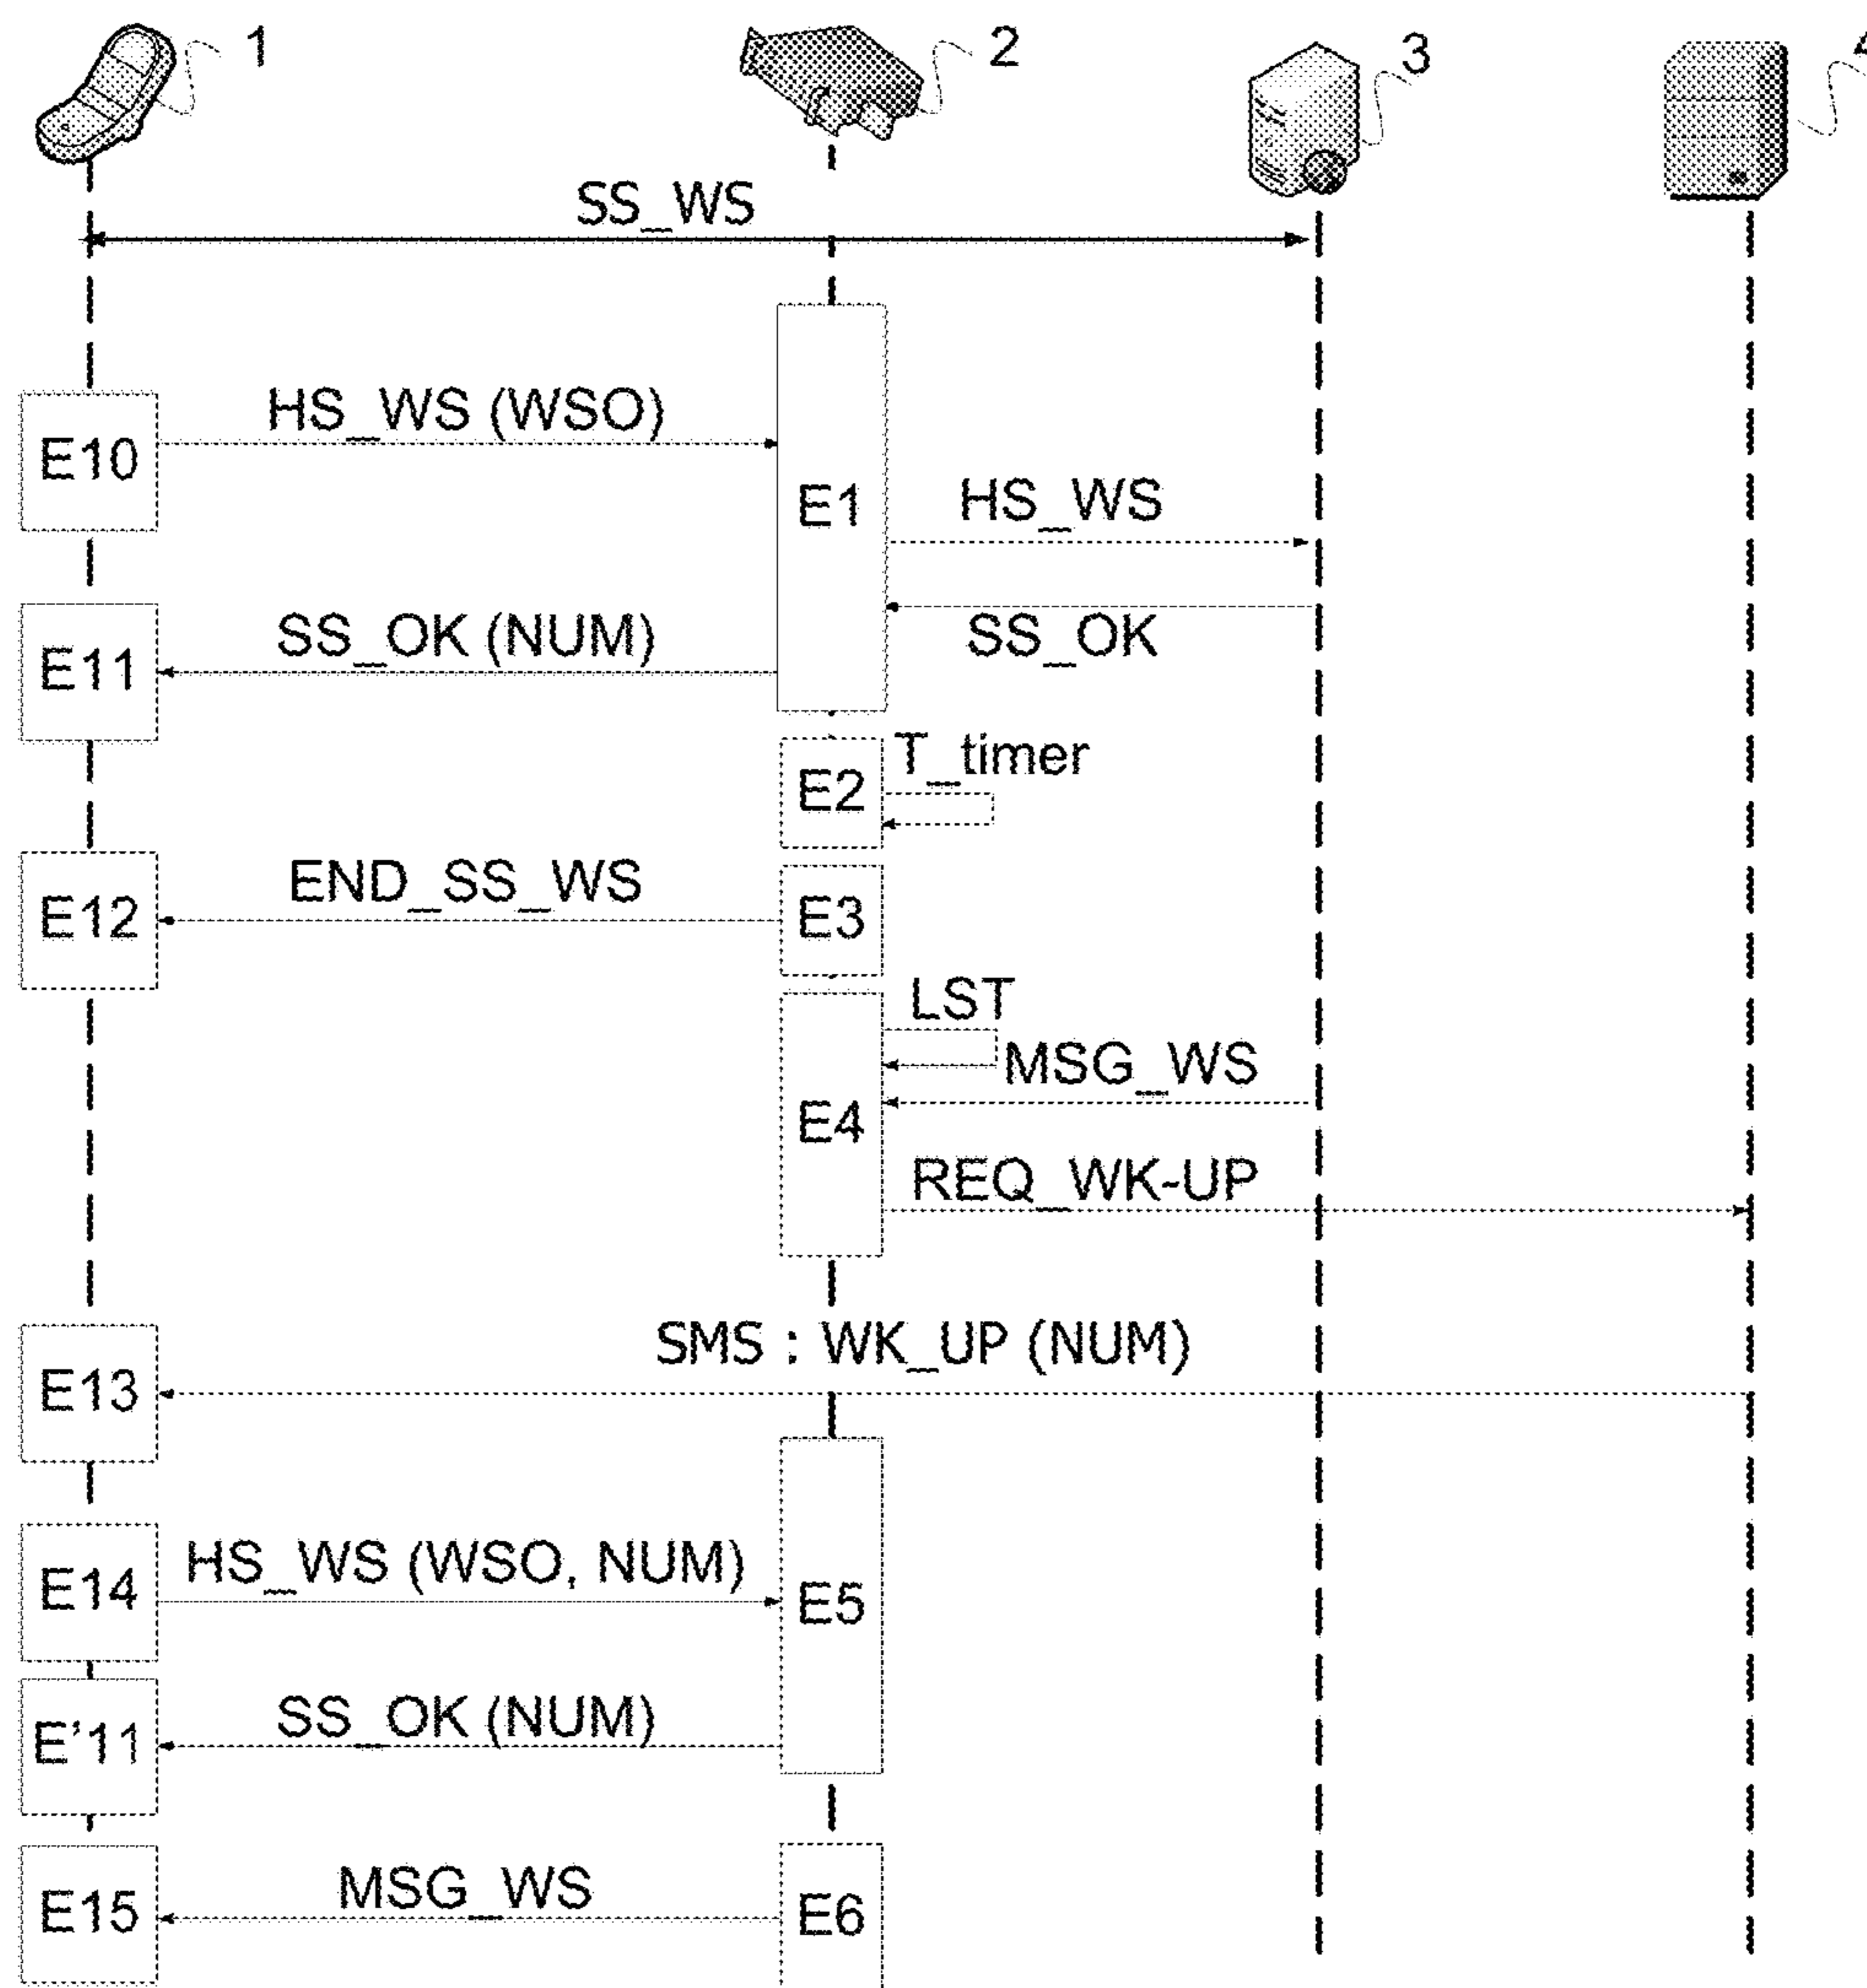 1
2
3
4
SS_WS
E10
HS_WS (WSO)
E1
HS_WS
E11
SS_OK (NUM)
SS_OK
E2
T_timer
E12
END_SS_WS
E3
LST
MSG_WS
E4
REQ_WK-UP
SMS : WK_UP (NUM)
E13
E14
HS_WS (WSO, NUM)
E5
E'11
SS_OK (NUM)
E15
MSG_WS
E6